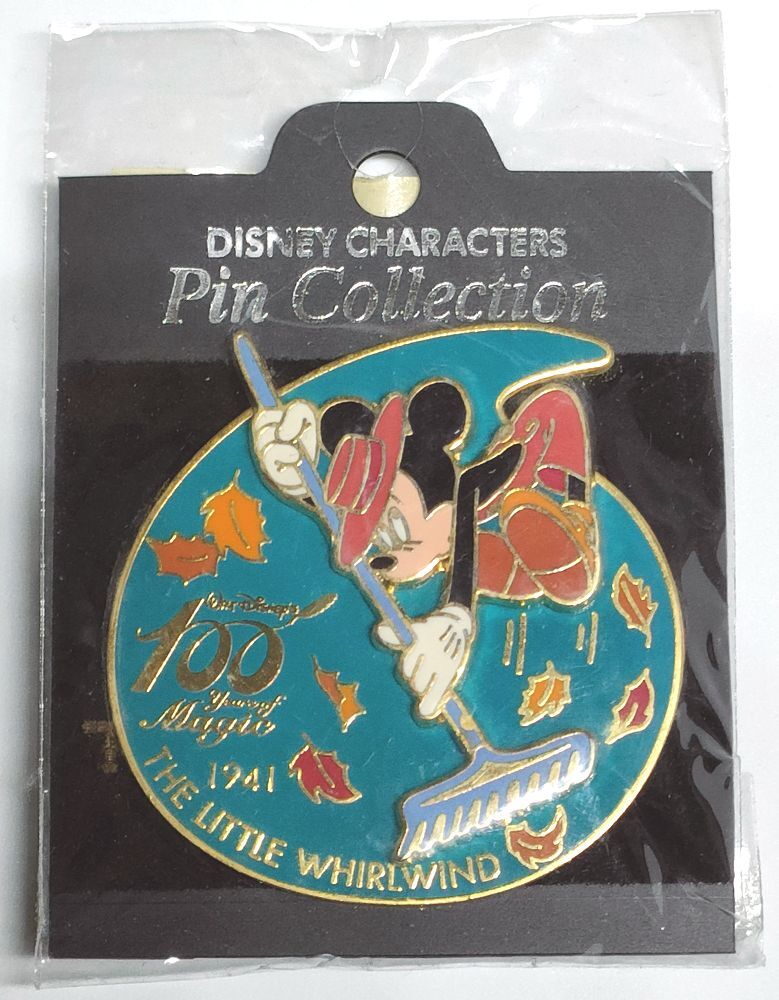 DISNEY CHARACTERS
Pin Collection
Walt Disney's
100
Years of
Magic
1941
THE LITTLE WHIRLWIND